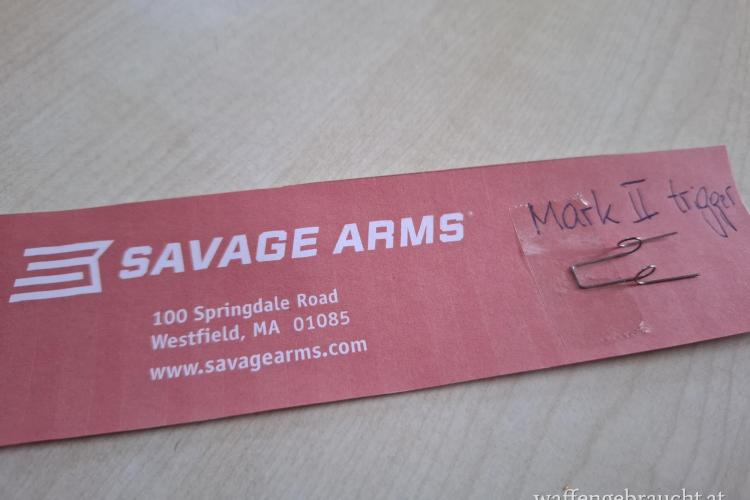 SAVAGE ARMS
100 Springdale Road
Westfield, MA 01085
www.savagearms.com
Mark II trigger
waffengebraucht.at